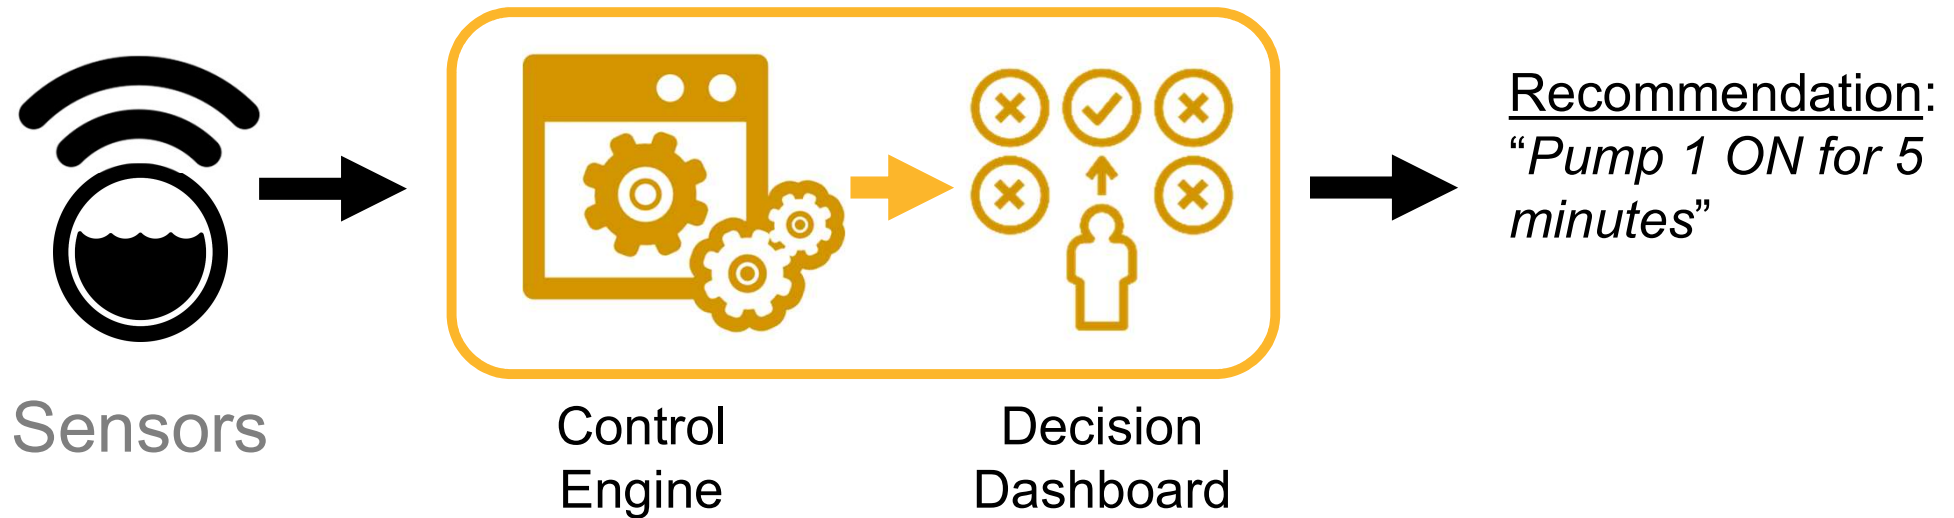 Sensors
Control
Engine
Decision
Dashboard
Recommendation:
“Pump 1 ON for 5
minutes”